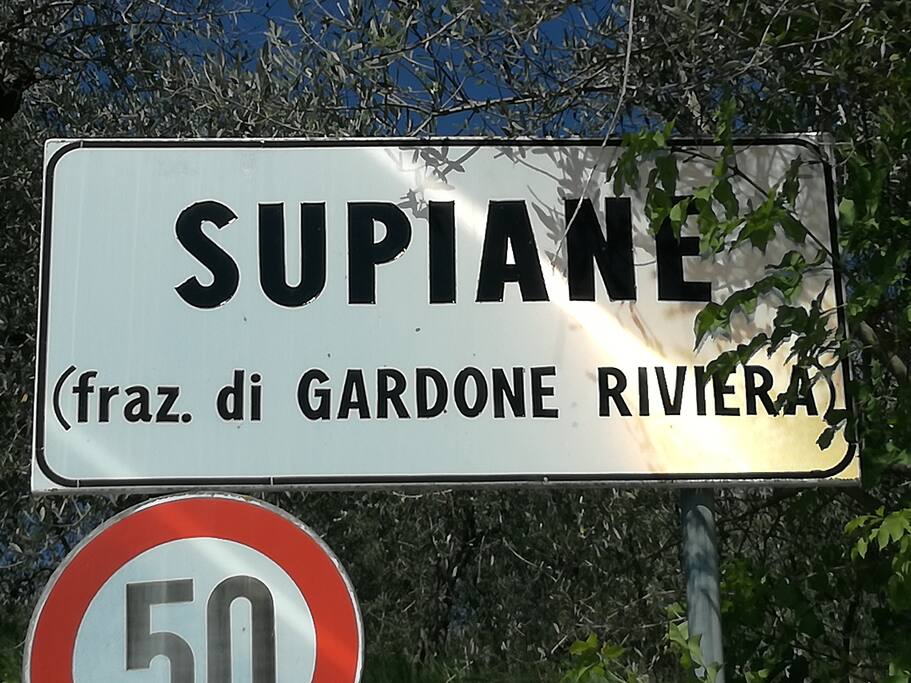 SUPIANE
(fraz. di GARDONE RIVIERA)
50